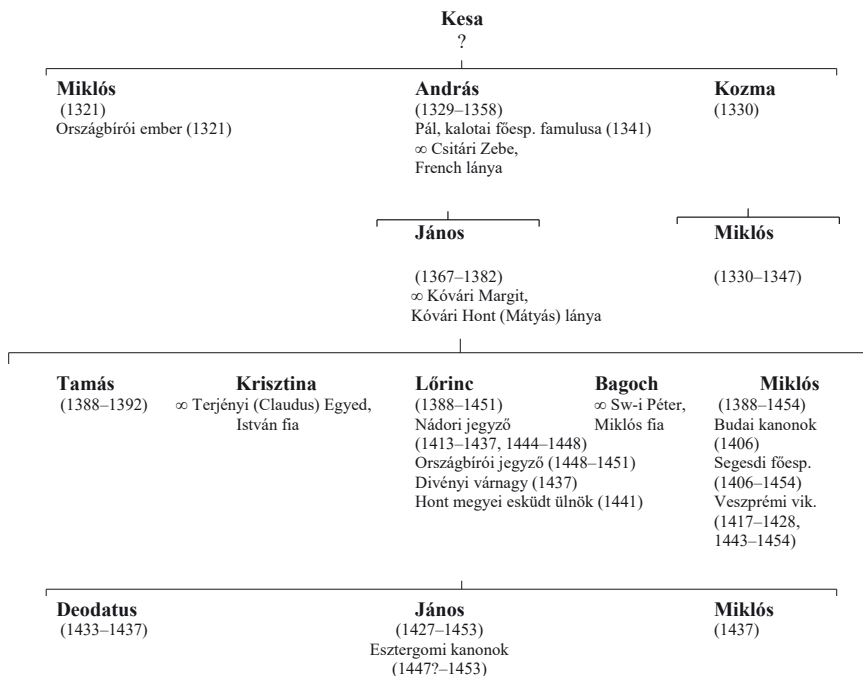 Kesa
?
Miklós
(1321)
Országbírói ember (1321)
András
(1329–1358)
Pál, kalotai főesp. famulusa (1341)
∞ Csitári Zebe,
French lánya
Kozma
(1330)
János
(1367–1382)
∞ Kóvári Margit,
Kóvári Hont (Mátyás) lánya
Miklós
(1330–1347)
Tamás
(1388–1392)
Krisztina
∞ Terjényi (Claudus) Egyed,
István fia
Lőrinc
(1388–1451)
Nádori jegyző
(1413–1437, 1444–1448)
Országbírói jegyző (1448–1451)
Divényi várnagy (1437)
Hont megyei esküdt ülnök (1441)
Bagoch
∞ Sw-i Péter,
Miklós fia
Miklós
(1388–1454)
Budai kanonok
(1406)
Segesdi főesp.
(1406–1454)
Veszprémi vik.
(1417–1428,
1443–1454)
Deodatus
(1433–1437)
János
(1427–1453)
Esztergomi kanonok
(1447?–1453)
Miklós
(1437)